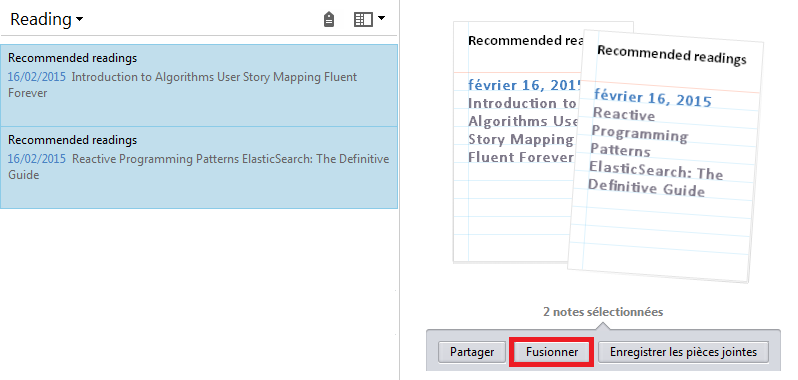 Reading
Recommended readings
16/02/2015 Introduction to Algorithms User Story Mapping Fluent
Forever
Recommended readings
16/02/2015 Reactive Programming Patterns ElasticSearch: The Definitive
Guide
Recommended rea
février 16, 2015
Introduction to
Algorithms Use
Story Mapping
Fluent Forever
Recommended readings
février 16, 2015
Reactive
Programming
Patterns
ElasticSearch: The
Definitive Guide
2 notes sélectionnées
Partager
Fusionner
Enregistrer les pièces jointes